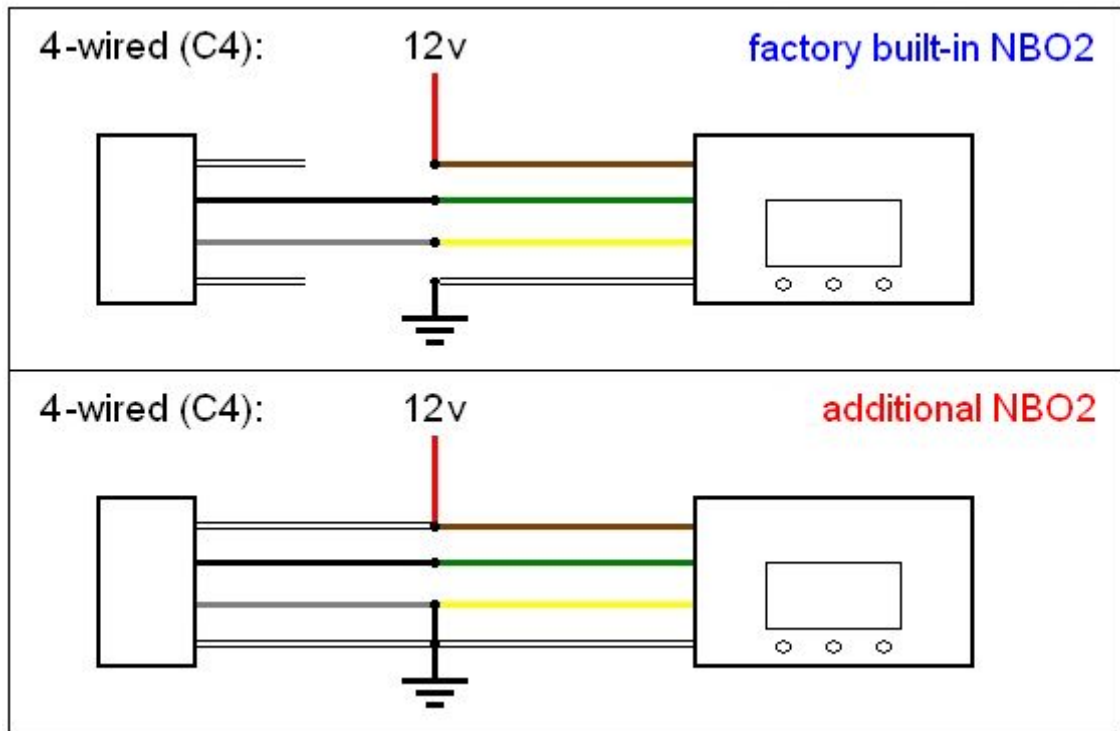 4-wired (C4): 12v factory built-in NBO2
4-wired (C4): 12v additional NBO2